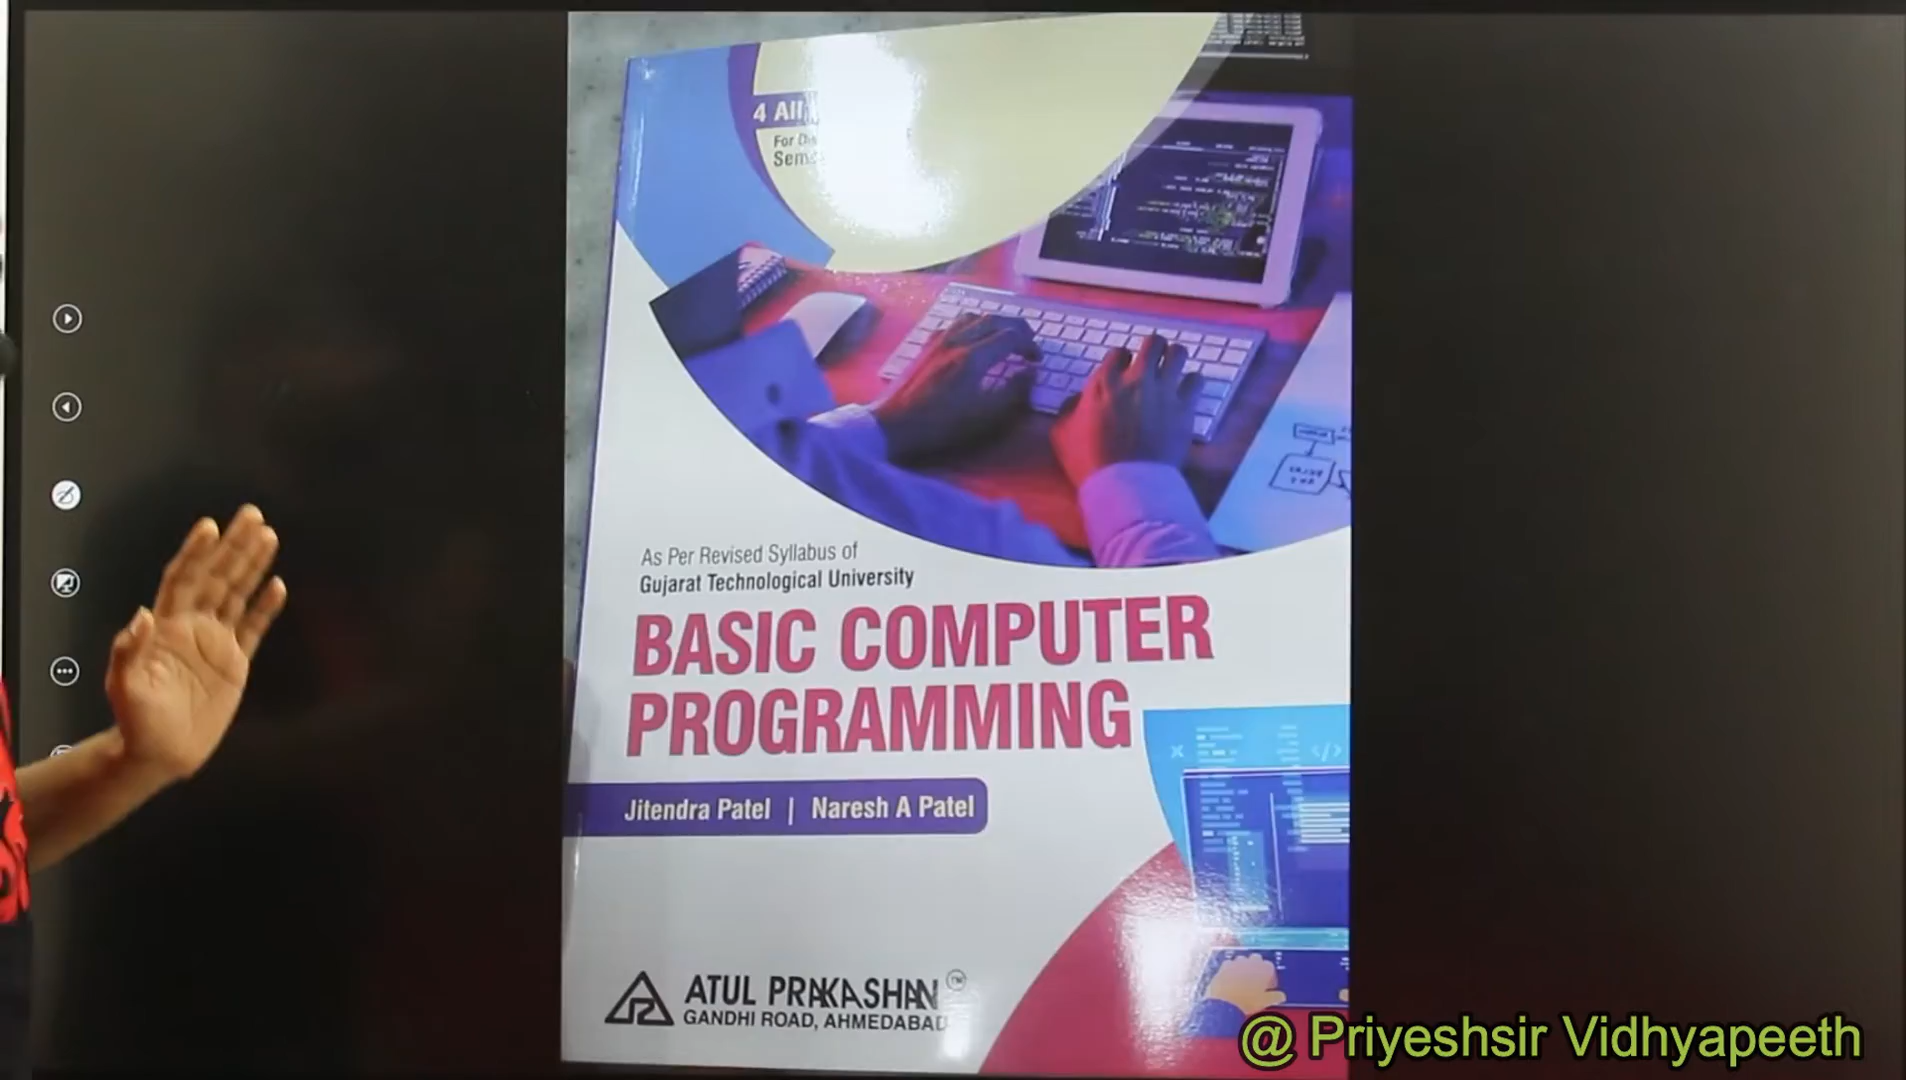 4 All
For
As Per Revised Syllabus of
Gujarat Technological University
BASIC COMPUTER
PROGRAMMING
Jitendra Patel | Naresh A Patel
ATUL PRAKASHAN TM
GANDHI ROAD, AHMEDABAD
@ Priyeshsir Vidhyapeeth